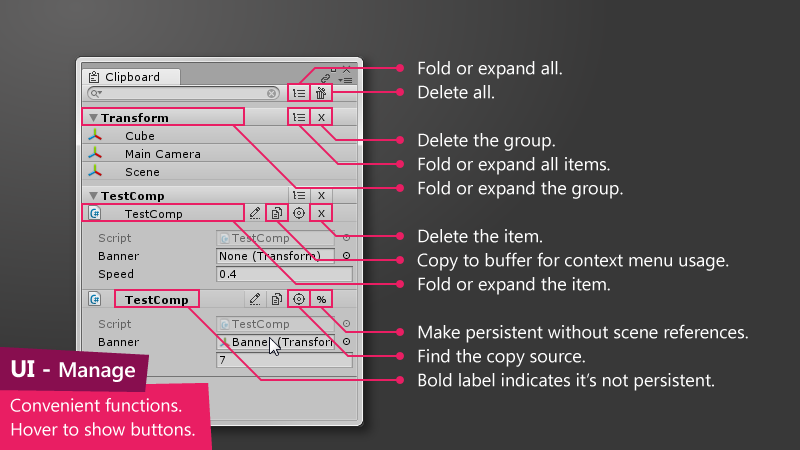 Clipboard
Transform
X
Cube
Main Camera
Scene
TestComp
X
TestComp
X
Script
TestComp
Banner
None (Transform)
Speed
0.4
TestComp
%
Script
TestComp
Banner
Banner (Transform
7
Fold or expand all.
Delete all.
Delete the group.
Fold or expand all items.
Fold or expand the group.
Delete the item.
Copy to buffer for context menu usage.
Fold or expand the item.
Make persistent without scene references.
Find the copy source.
Bold label indicates it’s not persistent.
UI - Manage
Convenient functions.
Hover to show buttons.